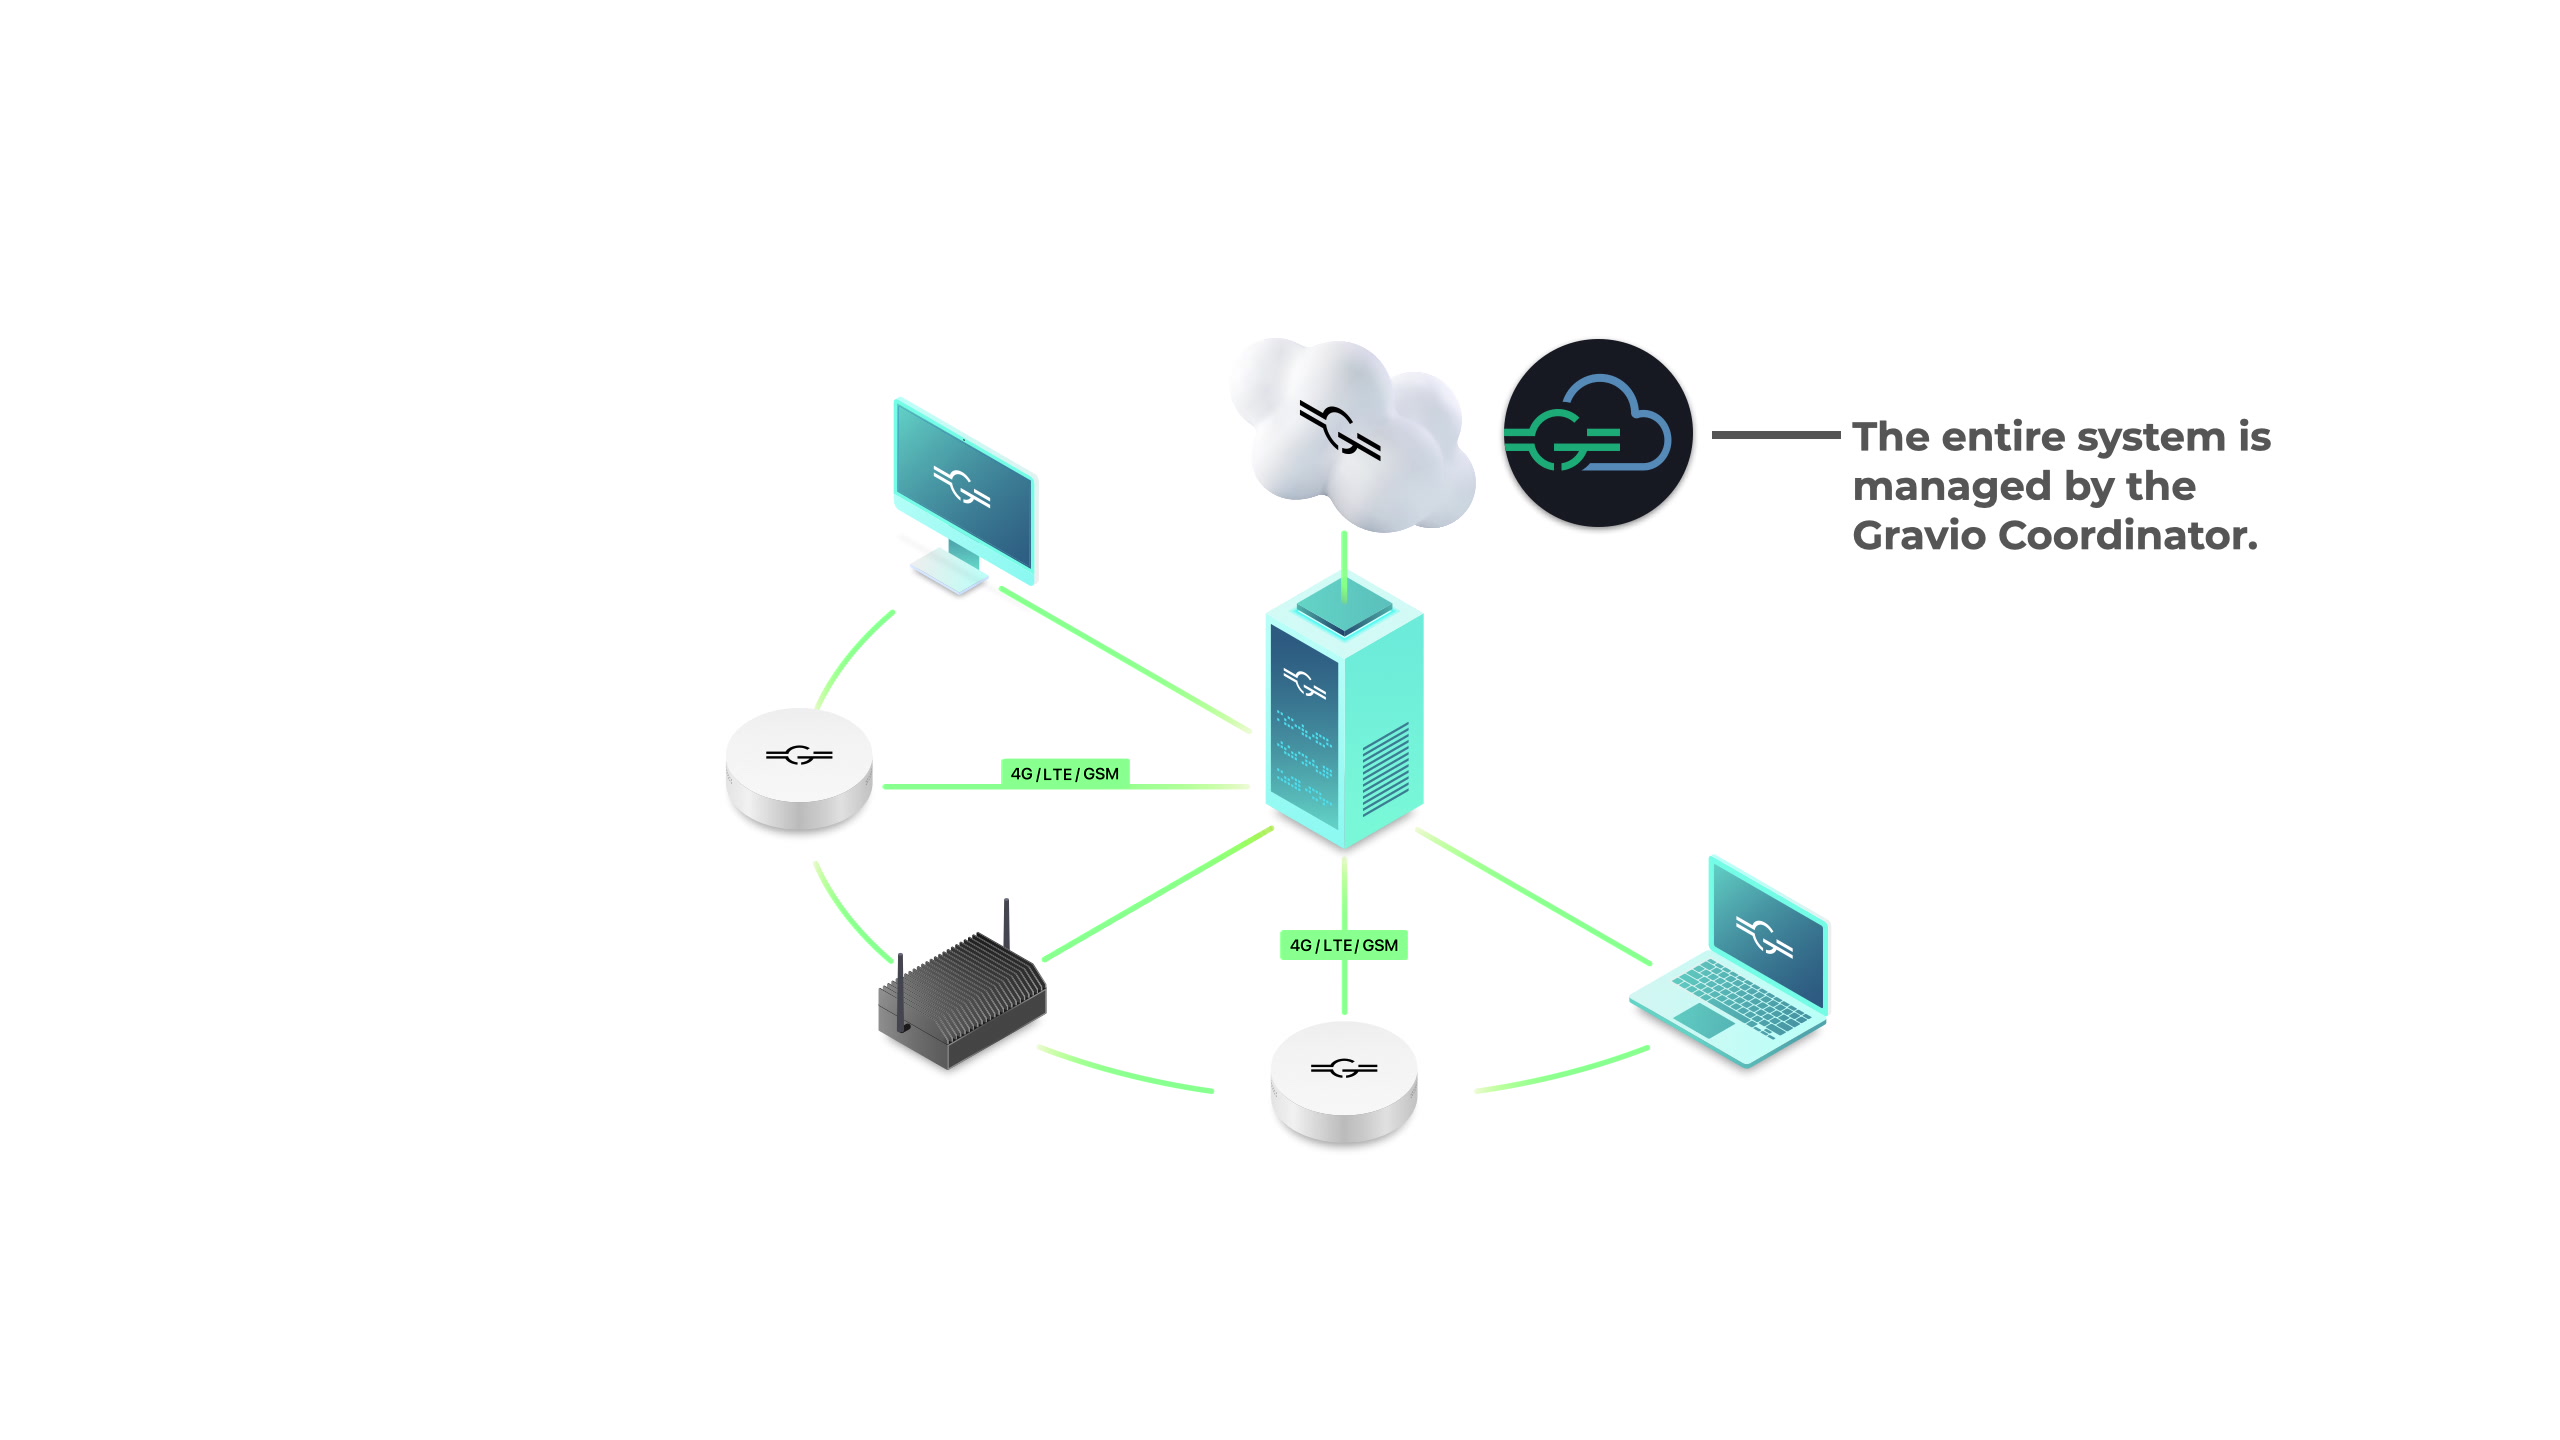 The entire system is
managed by the
Gravio Coordinator.
4G / LTE / GSM
4G / LTE / GSM